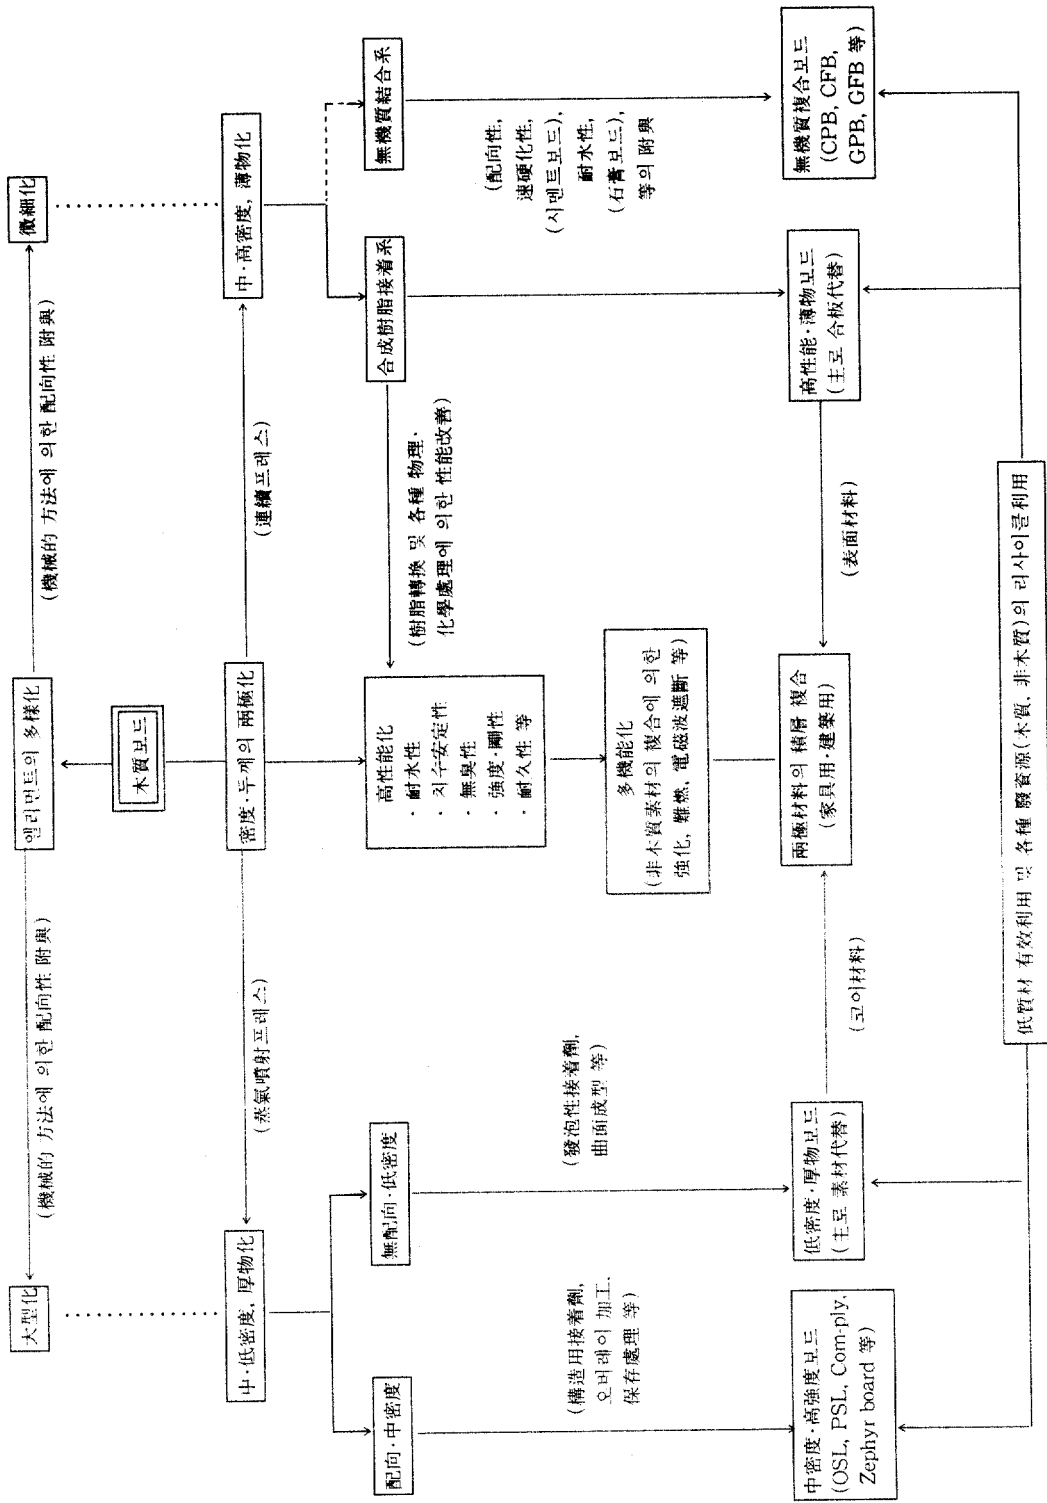 大型化
(機械的 方法에 의한 配向性 附與)
엘리먼트의 多樣化
(機械的 方法에 의한 配向性 附與)
微細化
木質보드
中·低密度, 厚物化
(蒸氣噴射프레스)
密度·두께의 兩極化
(連續프레스)
中·高密度, 薄物化
配向·中密度
無配向·低密度
高性能化
· 耐水性
· 치수安定性
· 無臭性
· 強度·剛性
· 耐久性 等
(樹脂轉換 및 各種 物理·
化學處理에 의한 性能改善)
合成樹脂接着系
無機質結合系
(構造用接着劑,
오버레이 加工,
保存處理 等)
(發泡性接着劑,
曲面成型 等)
多機能化
(非木質素材의 複合에 의한
強化, 難燃, 電磁波遮斷 等)
(配向性,
速硬化性,
(시멘트보드),
耐水性,
(石膏보드),
等의 附與
中密度·高強度보드
(OSL, PSL, Com-ply,
Zephyr board 等)
低密度·厚物보드
(主로 素材代替)
(코어材料)
兩極材料의 積層 複合
(家具用·建築用)
(表面材料)
高性能·薄物보드
(主로 合板代替)
無機質複合보드
(CPB, CFB,
GPB, GFB 等)
低質材 有效利用 및 各種 廢資源(木質, 非木質)의 리사이클利用